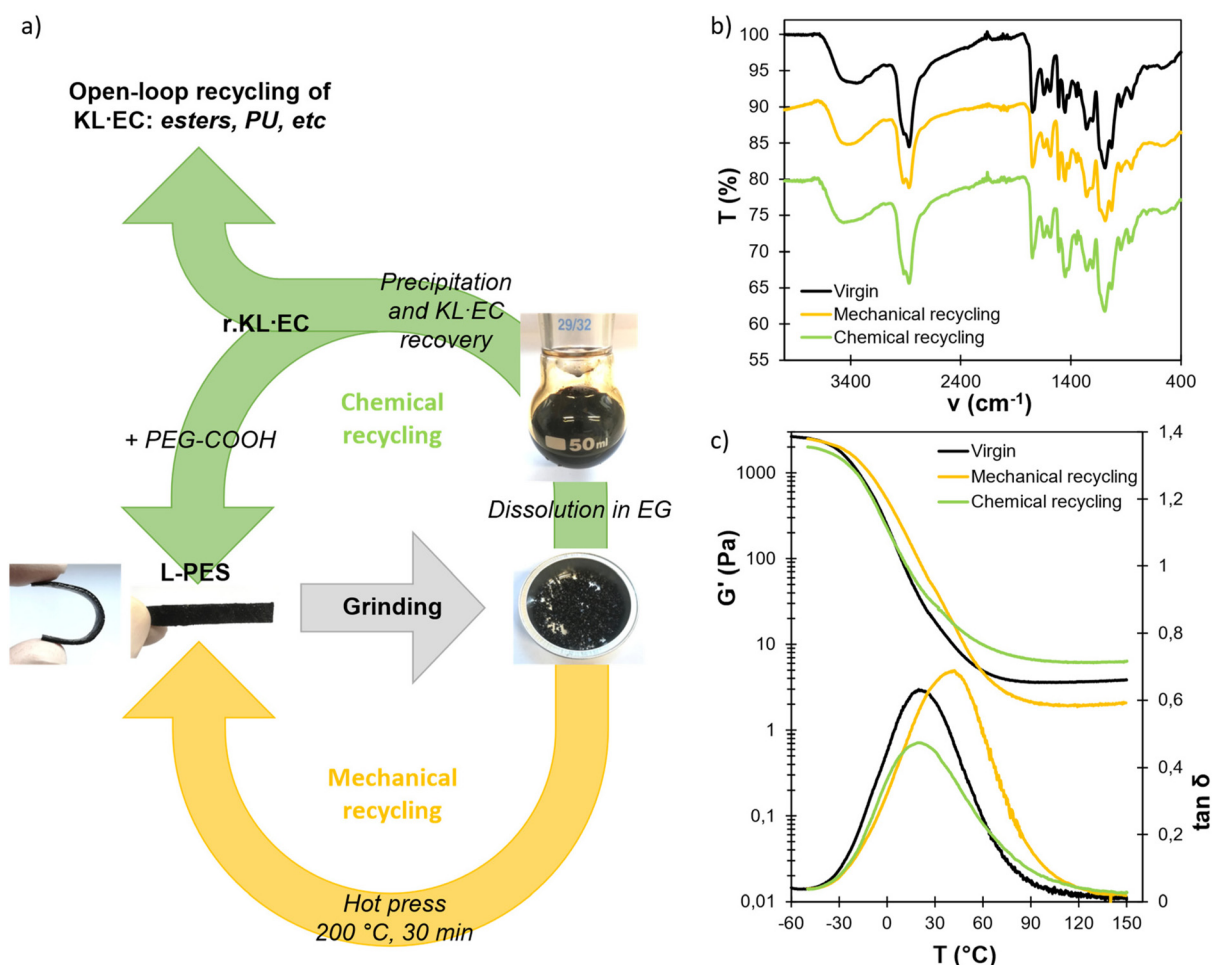 a)
Open-loop recycling of
KL·EC: esters, PU, etc
Precipitation
and KL·EC
recovery
r.KL·EC
29/32
50ml
Chemical
recycling
+ PEG-COOH
Dissolution in EG
L-PES
Grinding
Mechanical
recycling
Hot press
200 °C, 30 min
b)
T (%)
100
95
90
85
80
75
70
65
60
55
Virgin
Mechanical recycling
Chemical recycling
3400 2400 1400 400
ν (cm-1)
c)
G' (Pa)
1000
100
10
1
0,1
0,01
Virgin
Mechanical recycling
Chemical recycling
1,4
1,2
1
0,8
0,6
0,4
0,2
0
tan δ
-60 -30 0 30 60 90 120 150
T (°C)